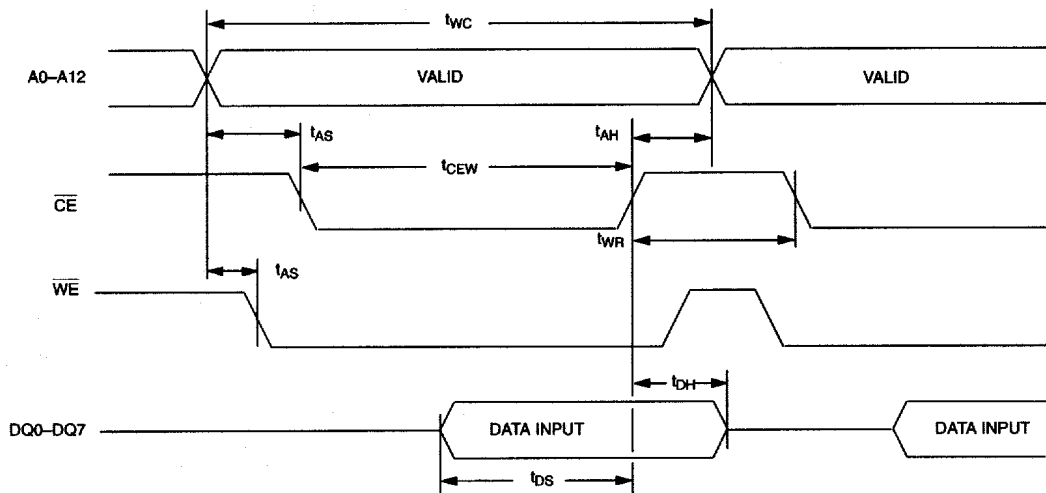 tWC
A0–A12
VALID
VALID
tAS
tAH
tCEW
CE
tWR
tAS
WE
tDH
DQ0–DQ7
DATA INPUT
DATA INPUT
tDS